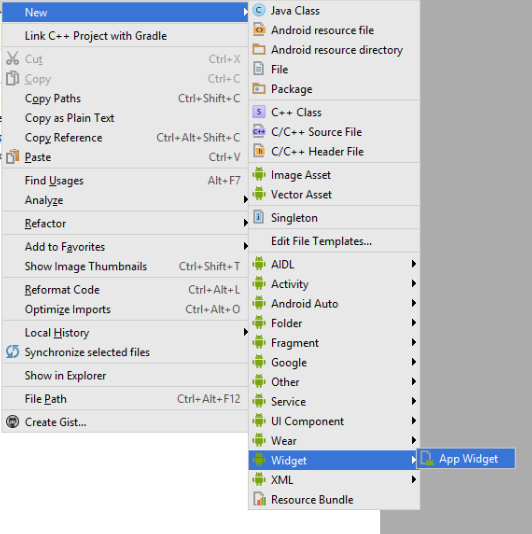 New
Link C++ Project with Gradle
Cut Ctrl+X
Copy Ctrl+C
Copy Paths Ctrl+Shift+C
Copy as Plain Text
Copy Reference Ctrl+Alt+Shift+C
Paste Ctrl+V
Find Usages Alt+F7
Analyze
Refactor
Add to Favorites
Show Image Thumbnails Ctrl+Shift+T
Reformat Code Ctrl+Alt+L
Optimize Imports Ctrl+Alt+O
Local History
Synchronize selected files
Show in Explorer
File Path Ctrl+Alt+F12
Create Gist...
Java Class
Android resource file
Android resource directory
File
Package
C++ Class
C/C++ Source File
C/C++ Header File
Image Asset
Vector Asset
Singleton
Edit File Templates...
AIDL
Activity
Android Auto
Folder
Fragment
Google
Other
Service
UI Component
Wear
Widget
XML
Resource Bundle
App Widget